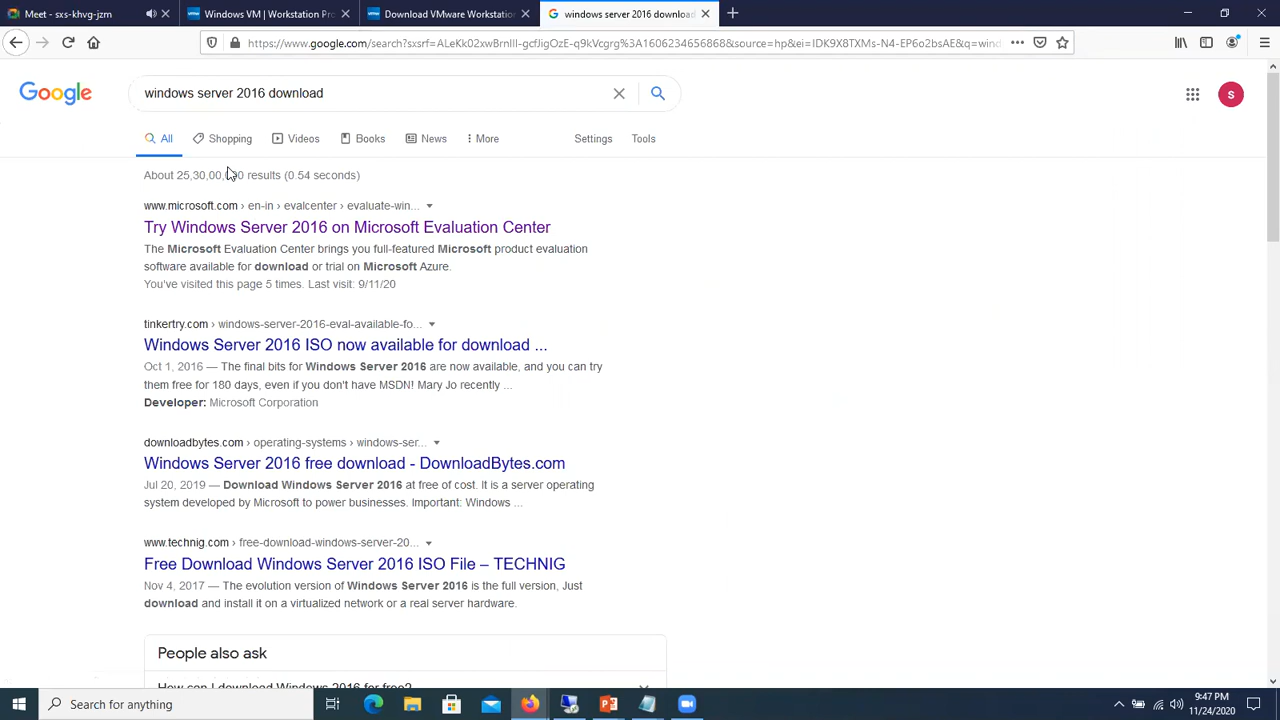 Meet - sxs-khvg-jzm
Windows VM | Workstation Pro
Download VMware Workstation
windows server 2016 download
https://www.google.com/search?sxsrf=ALeKk02xwBrnIIl-gcfJigOzE-q9kVcgrg%3A1606234656868&source=hp&ei=IDK9X8TXMs-N4-EP6o2bsAE&q=win
Google
windows server 2016 download
S
All
Shopping
Videos
Books
News
More
Settings
Tools
results (0.54 seconds)
www.microsoft.com › en-in › evalcenter › evaluate-win...
Try Windows Server 2016 on Microsoft Evaluation Center
The Microsoft Evaluation Center brings you full-featured Microsoft product evaluation
software available for download or trial on Microsoft Azure.
You've visited this page 5 times. Last visit: 9/11/20
tinkertry.com › windows-server-2016-eval-available-fo...
Windows Server 2016 ISO now available for download ...
Oct 1, 2016 — The final bits for Windows Server 2016 are now available, and you can try
them free for 180 days, even if you don't have MSDN! Mary Jo recently ...
Developer: Microsoft Corporation
downloadbytes.com › operating-systems › windows-ser...
Windows Server 2016 free download - DownloadBytes.com
Jul 20, 2019 — Download Windows Server 2016 at free of cost. It is a server operating
system developed by Microsoft to power businesses. Important: Windows ...
www.technig.com › free-download-windows-server-20...
Free Download Windows Server 2016 ISO File – TECHNIG
Nov 4, 2017 — The evolution version of Windows Server 2016 is the full version, Just
download and install it on a virtualized network or a real server hardware.
People also ask
How can I download Windows 2016 for free?
Search for anything
9:47 PM
11/24/2020